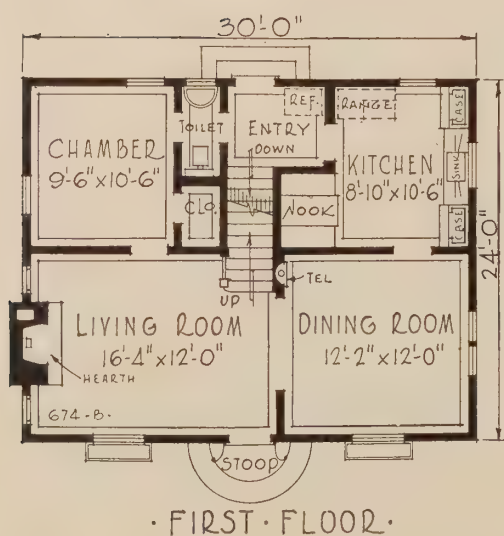 30'-0"
REF.
RANGE
CASE
TOILET
ENTRY
DOWN
CHAMBER
9'-6"x10'-6"
KITCHEN
8'-10"x10'-6"
SINK
CLO.
NOOK
CASE
24'-0"
UP
TEL
LIVING ROOM
16'-4"x12'-0"
DINING ROOM
12'-2"x12'-0"
HEARTH
674-B-
STOOP
·FIRST·FLOOR·